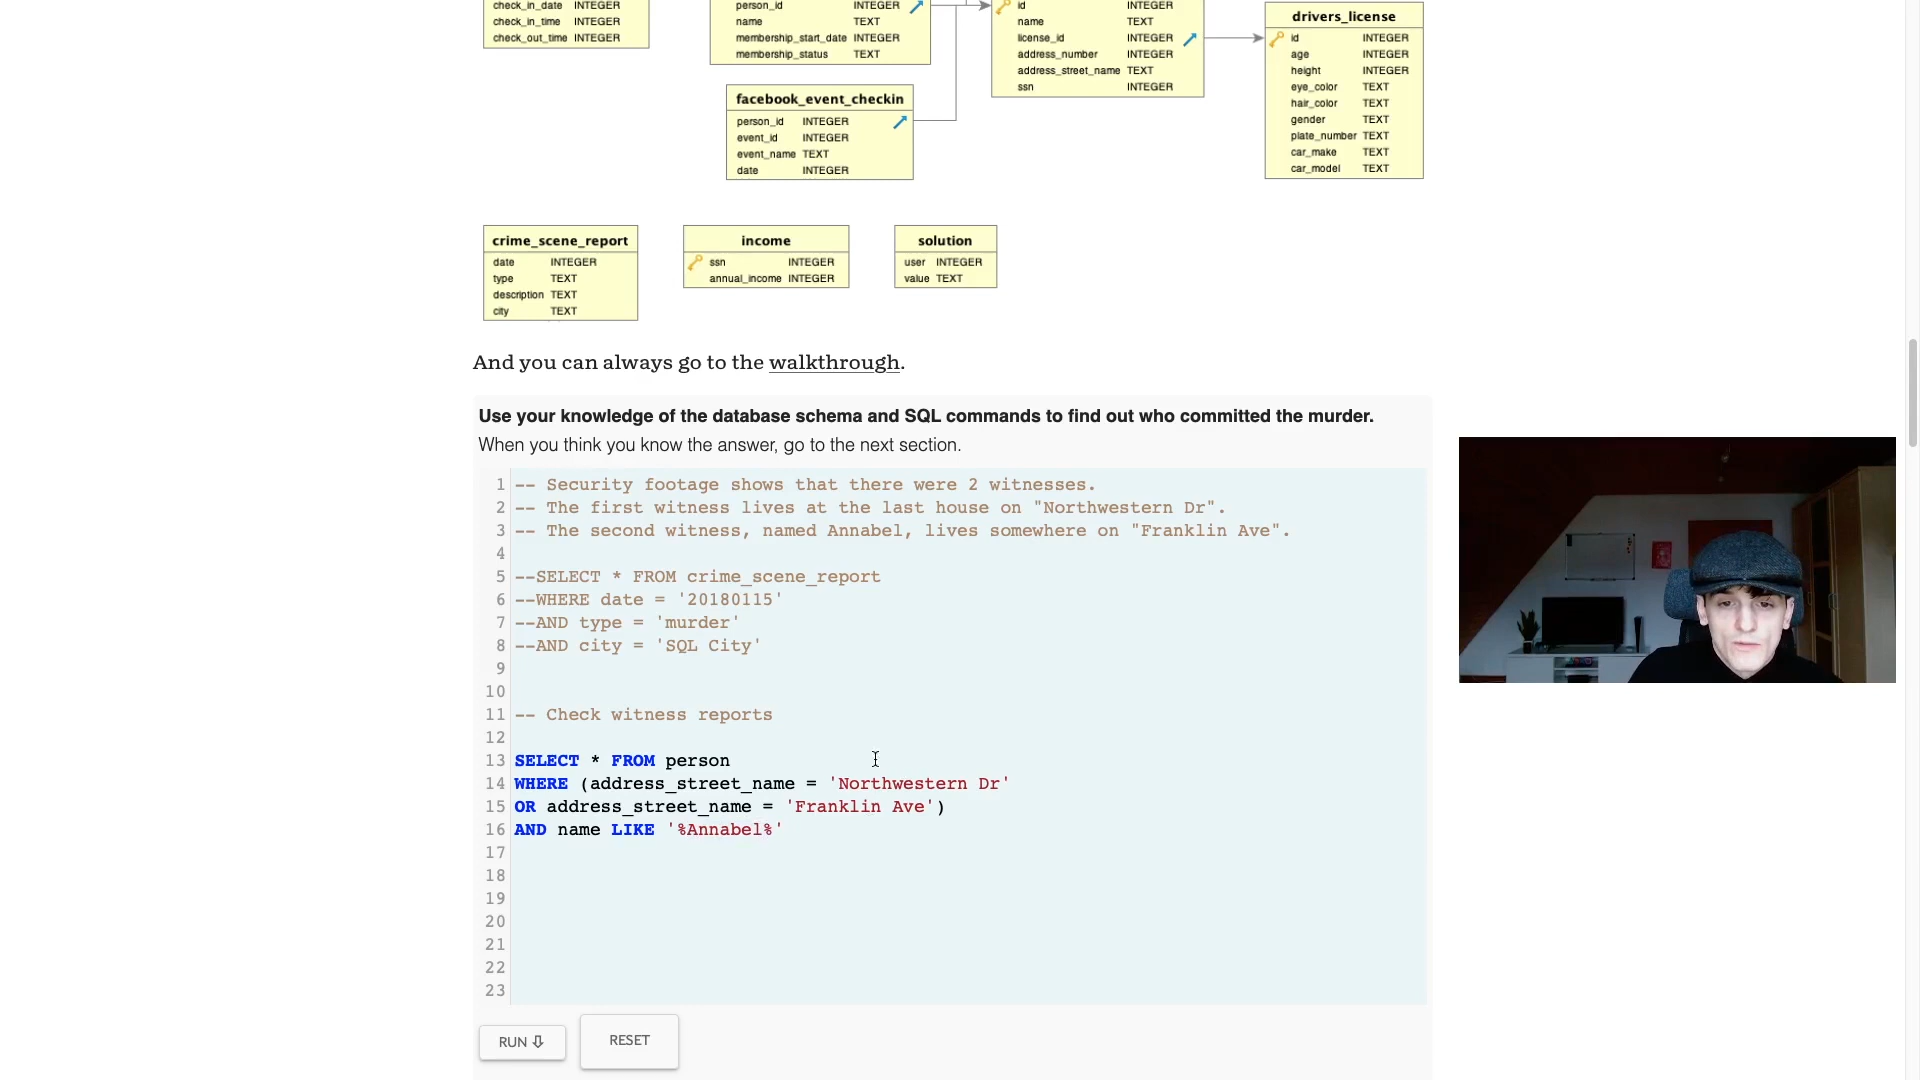 check_in_date INTEGER
check_in_time INTEGER
check_out_time INTEGER
person_id INTEGER
name TEXT
membership_start_date INTEGER
membership_status TEXT
id INTEGER
name TEXT
license_id INTEGER
address_number INTEGER
address_street_name TEXT
ssn INTEGER
drivers_license
id INTEGER
age INTEGER
height INTEGER
eye_color TEXT
hair_color TEXT
gender TEXT
plate_number TEXT
car_make TEXT
car_model TEXT
facebook_event_checkin
person_id INTEGER
event_id INTEGER
event_name TEXT
date INTEGER
crime_scene_report
date INTEGER
type TEXT
description TEXT
city TEXT
income
ssn INTEGER
annual_income INTEGER
solution
user INTEGER
value TEXT
And you can always go to the walkthrough.
Use your knowledge of the database schema and SQL commands to find out who committed the murder.
When you think you know the answer, go to the next section.
1 -- Security footage shows that there were 2 witnesses.
2 -- The first witness lives at the last house on "Northwestern Dr".
3 -- The second witness, named Annabel, lives somewhere on "Franklin Ave".
4
5 --SELECT * FROM crime_scene_report
6 --WHERE date = '20180115'
7 --AND type = 'murder'
8 --AND city = 'SQL City'
9
10
11 -- Check witness reports
12
13 SELECT * FROM person
14 WHERE (address_street_name = 'Northwestern Dr'
15 OR address_street_name = 'Franklin Ave')
16 AND name LIKE '%Annabel%'
17
18
19
20
21
22
23
RUN ⇩
RESET